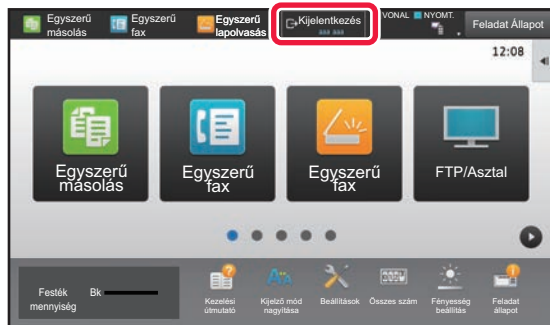 Egyszerű
másolás
Egyszerű
fax
Egyszerű
lapolvasás
Kijelentkezés
VONAL
NYOMT.
Feladat Állapot
12:08
Egyszerű
másolás
Egyszerű
fax
Egyszerű
fax
FTP/Asztal
Festék
mennyiség
Bk
Kezelési
útmutató
Kijelző mód
nagyítása
Beállítások
Összes szám
Fényesség
beállítás
Feladat
állapot